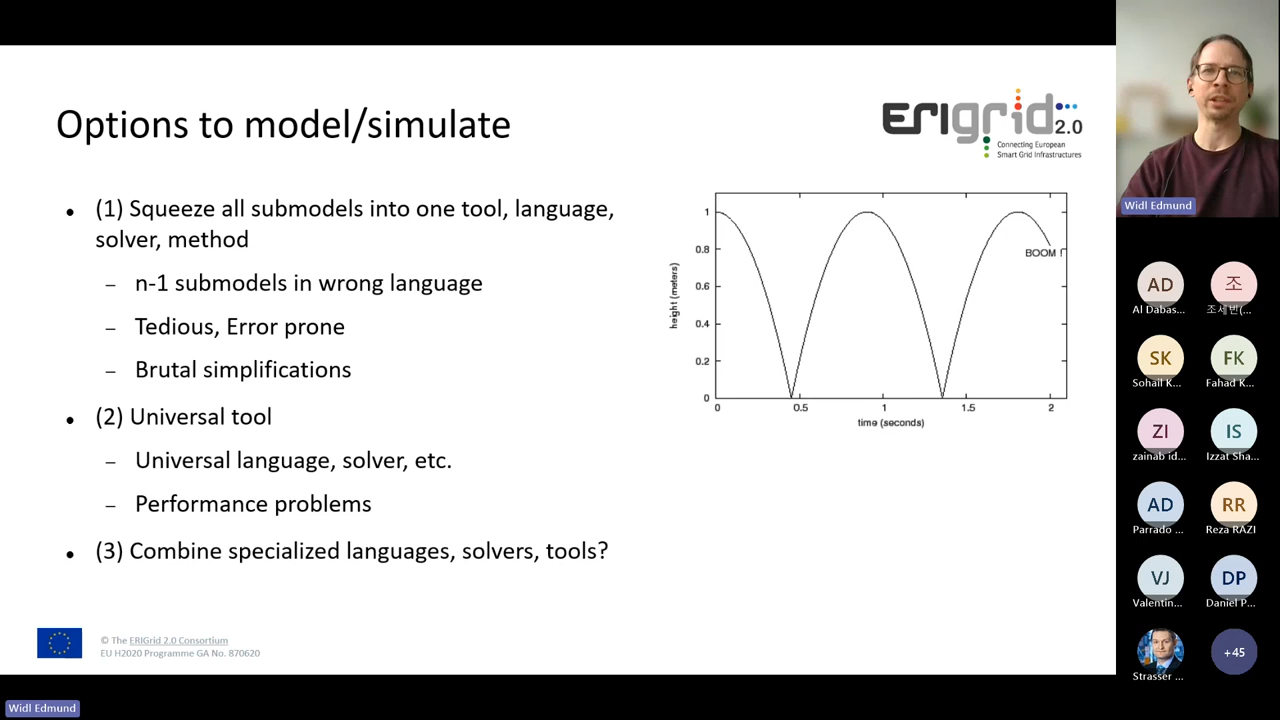 Options to model/simulate
ERIgrid 2.0
Connecting European
Smart Grid Infrastructures
• (1) Squeeze all submodels into one tool, language,
solver, method
– n-1 submodels in wrong language
– Tedious, Error prone
– Brutal simplifications
• (2) Universal tool
– Universal language, solver, etc.
– Performance problems
• (3) Combine specialized languages, solvers, tools?
height (meters)
1
0.8
0.6
0.4
0.2
0
BOOM !
0 0.5 1 1.5 2
time (seconds)
© The ERIGrid 2.0 Consortium
EU H2020 Programme GA No. 870620
Widl Edmund
Widl Edmund
AD 조
Al Dabas... 조세빈(...
SK FK
Sohail K... Fahad K...
ZI IS
zainab id... Izzat Sha...
AD RR
Parrado ... Reza RAZI
VJ DP
Valentin... Daniel P...
+45
Strasser ...